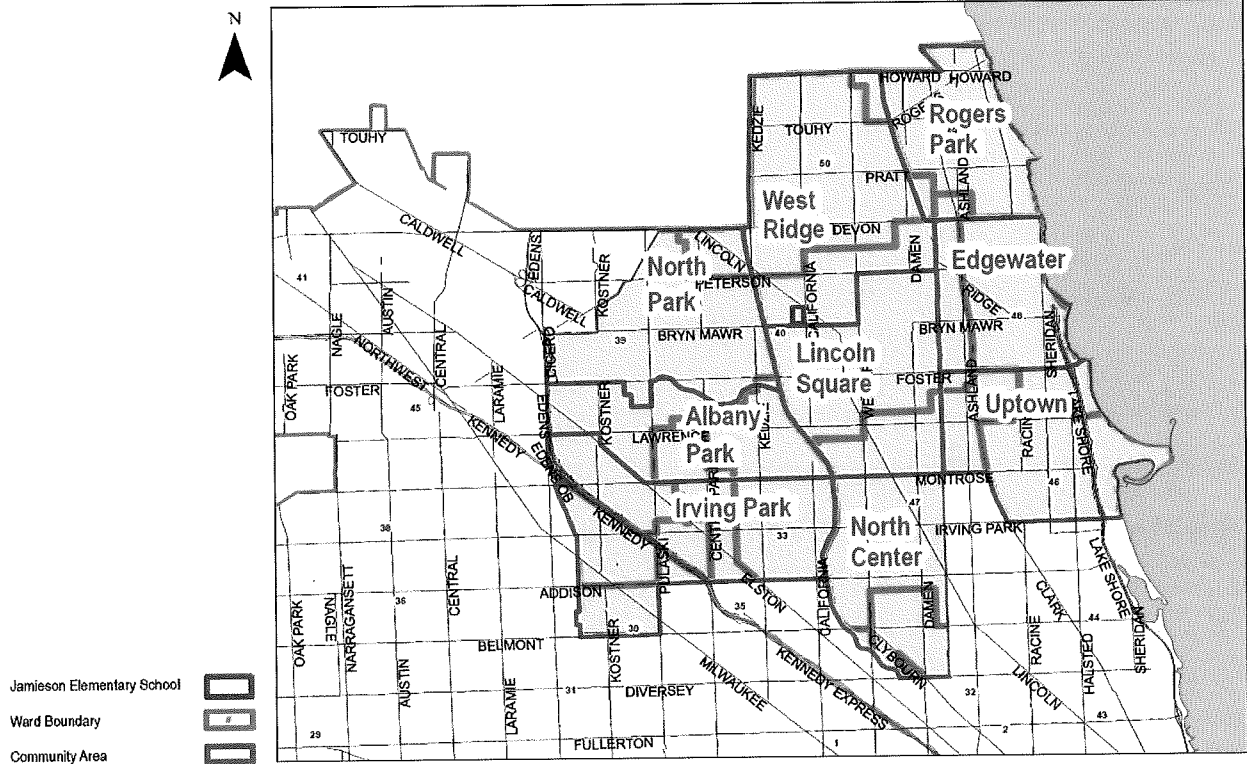 N
HOWARD HOWARD
Rogers
Park
TOUHY
TOUHY
KEDZIE
50
PRATT
ASHLAND
West
Ridge
DEVON
CALDWELL
LINCOLN
EDENS
KOSTNER
North
Park
PETERSON
CALIFORNIA
DAMEN
Edgewater
41
CALDWELL
RIDGE
48
AUSTIN
NAGLE
CENTRAL
CICERO
39
BRYN MAWR
40
BRYN MAWR
SHERIDAN
NORTHWEST
Lincoln
Square
OAK PARK
FOSTER
45
LARAMIE
EDENS
KOSTNER
FOSTER
ASHLAND
Uptown
Albany
Park
LAWRENCE
KEDZIE
RACINE
LAKE SHORE
KENNEDY
EDENS OB
MONTROSE
46
Irving Park
47
38
KENNEDY
33
North
Center
IRVING PARK
PULASKI
CALIFORNIA
LAKE SHORE
CENTRAL
ADDISON
ELSTON
CLARK
OAK PARK
NAGLE
NARRAGANSETT
36
35
DAMEN
44
30
BELMONT
KOSTNER
CLYBOURN
RACINE
HALSTED
SHERIDAN
AUSTIN
LARAMIE
31
DIVERSEY
MILWAUKEE
KENNEDY EXPRESS
32
LINCOLN
43
29
FULLERTON
1
2
Jamieson Elementary School
Ward Boundary
#
Community Area